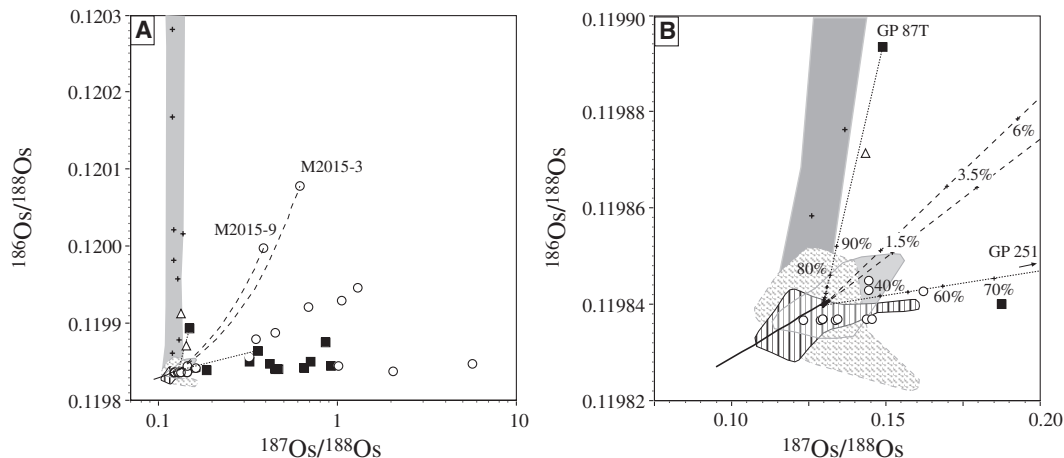 A
0.1203
0.1202
0.1201
0.1200
0.1199
0.1198
0.1
1
10
186Os/188Os
187Os/188Os
M2015-3
M2015-9
B
0.11990
0.11988
0.11986
0.11984
0.11982
0.10
0.15
0.20
186Os/188Os
187Os/188Os
GP 87T
6%
3.5%
1.5%
90%
80%
GP 251
40%
60%
70%